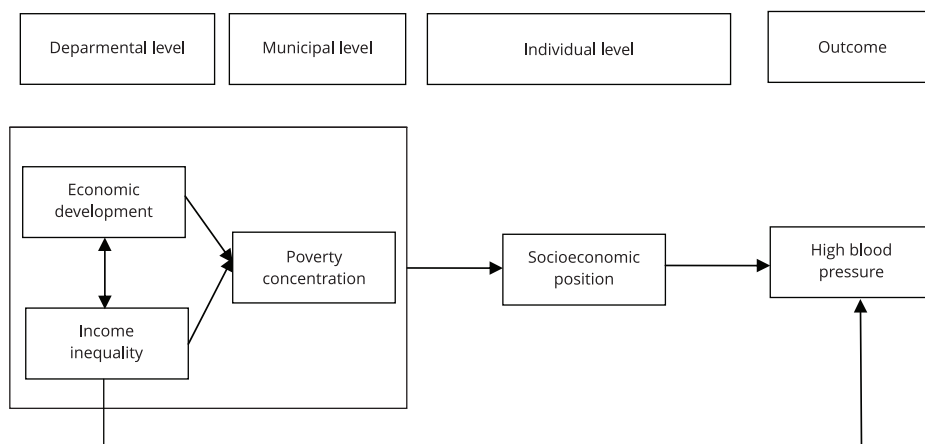 Deparmental level
Municipal level
Individual level
Outcome
Economic
development
Poverty
concentration
Income
inequality
Socioeconomic
position
High blood
pressure